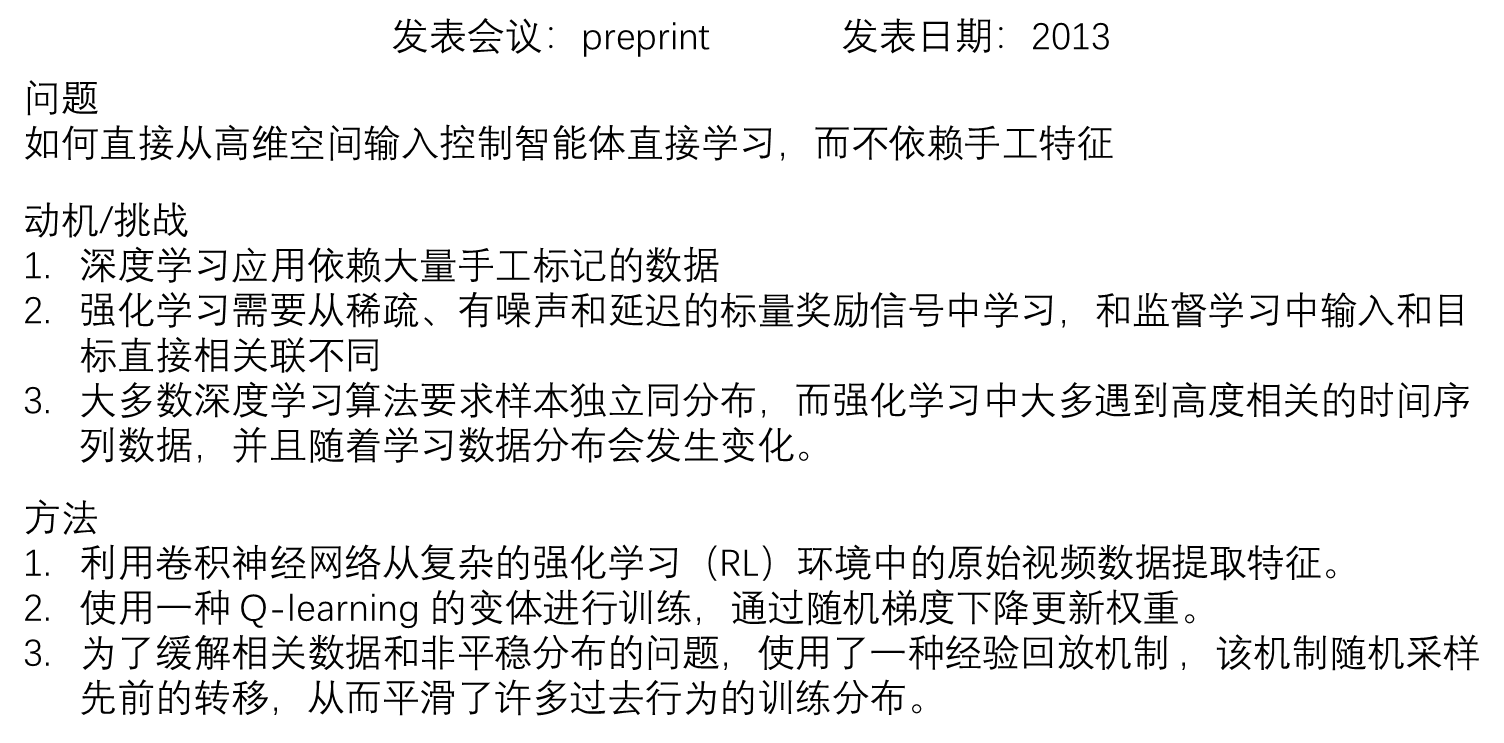 发表会议：preprint 发表日期：2013
问题
如何直接从高维空间输入控制智能体直接学习，而不依赖手工特征
动机/挑战
1. 深度学习应用依赖大量手工标记的数据
2. 强化学习需要从稀疏、有噪声和延迟的标量奖励信号中学习，和监督学习中输入和目
标直接相关联不同
3. 大多数深度学习算法要求样本独立同分布，而强化学习中大多遇到高度相关的时间序
列数据，并且随着学习数据分布会发生变化。
方法
1. 利用卷积神经网络从复杂的强化学习（RL）环境中的原始视频数据提取特征。
2. 使用一种 Q-learning 的变体进行训练，通过随机梯度下降更新权重。
3. 为了缓解相关数据和非平稳分布的问题，使用了一种经验回放机制 ，该机制随机采样
先前的转移，从而平滑了许多过去行为的训练分布。